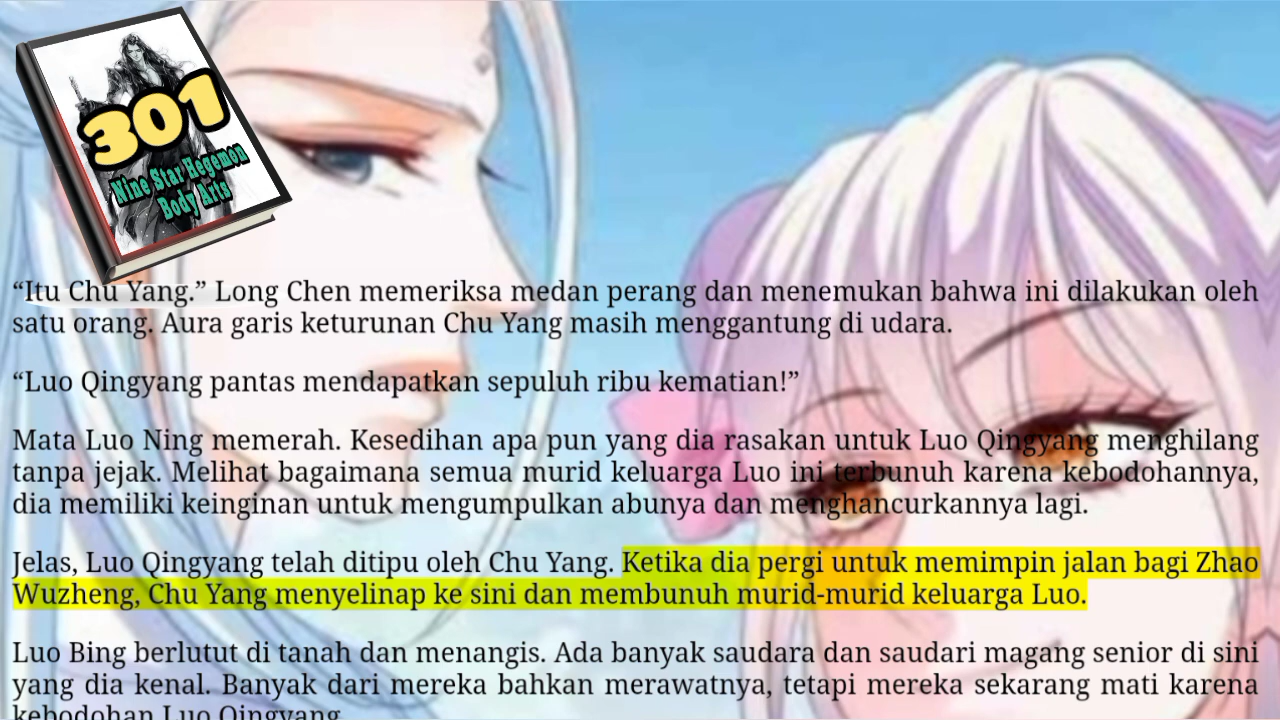 301
Nine Star Hegemon
Body Arts
“Itu Chu Yang.” Long Chen memeriksa medan perang dan menemukan bahwa ini dilakukan oleh
satu orang. Aura garis keturunan Chu Yang masih menggantung di udara.
“Luo Qingyang pantas mendapatkan sepuluh ribu kematian!”
Mata Luo Ning memerah. Kesedihan apa pun yang dia rasakan untuk Luo Qingyang menghilang
tanpa jejak. Melihat bagaimana semua murid keluarga Luo ini terbunuh karena kebodohannya,
dia memiliki keinginan untuk mengumpulkan abunya dan menghancurkannya lagi.
Jelas, Luo Qingyang telah ditipu oleh Chu Yang. Ketika dia pergi untuk memimpin jalan bagi Zhao
Wuzheng, Chu Yang menyelinap ke sini dan membunuh murid-murid keluarga Luo.
Luo Bing berlutut di tanah dan menangis. Ada banyak saudara dan saudari magang senior di sini
yang dia kenal. Banyak dari mereka bahkan merawatnya, tetapi mereka sekarang mati karena
kebodohan Luo Qingyang.